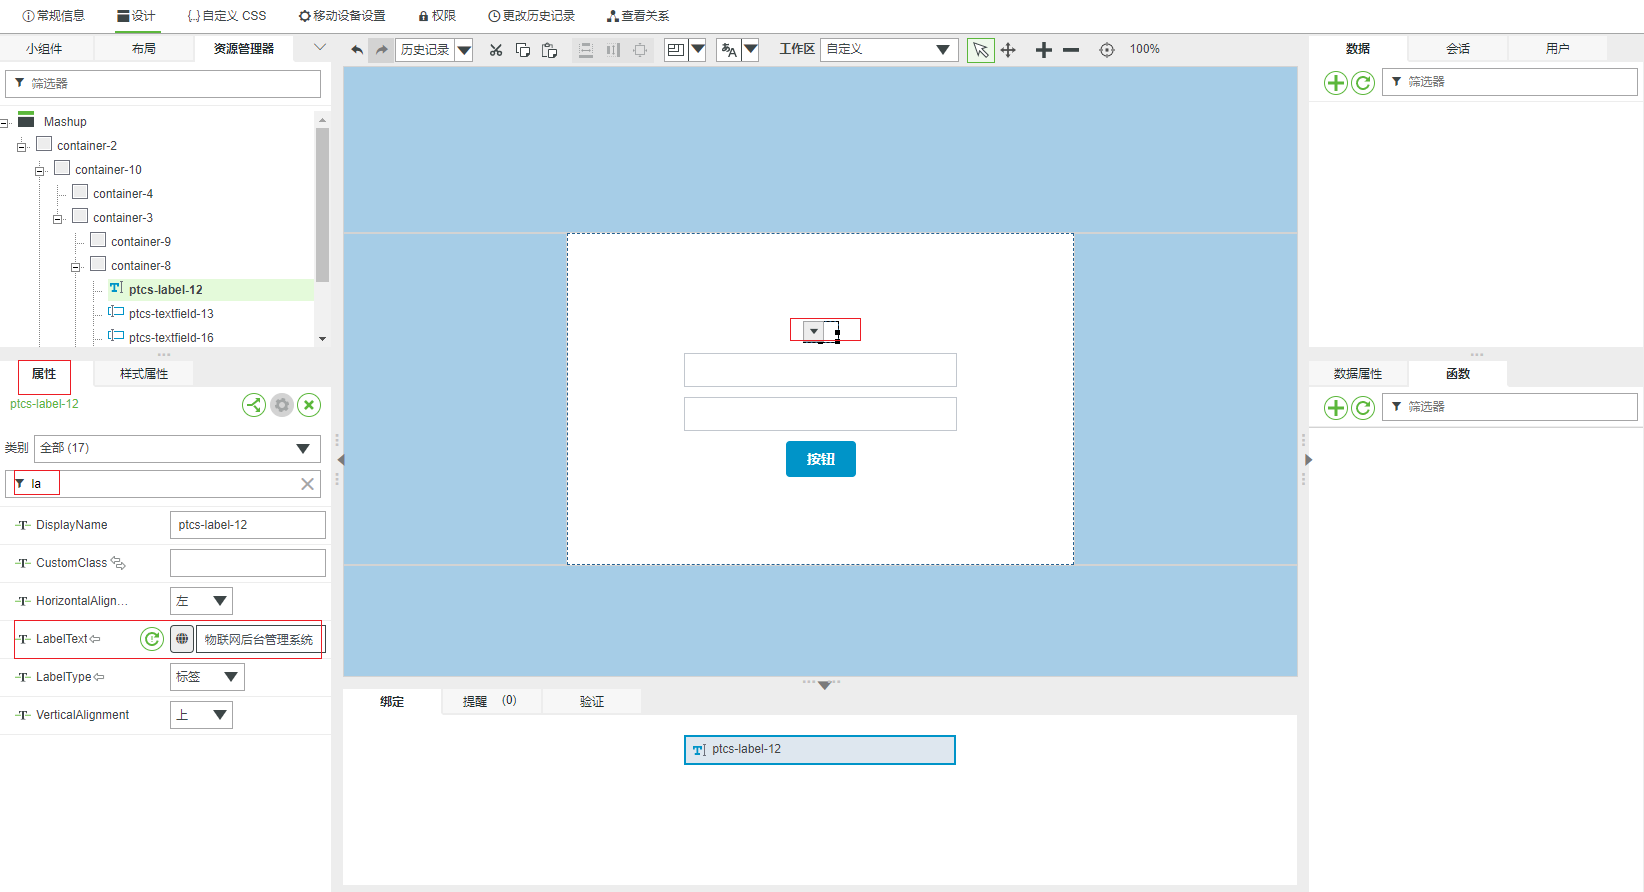 常规信息 设计 {..}自定义 CSS 移动设备设置 权限 更改历史记录 查看关系
小组件 布局 资源管理器
历史记录 工作区 自定义 100%
数据 会话 用户
筛选器
筛选器
Mashup
container-2
container-10
container-4
container-3
container-9
container-8
ptcs-label-12
ptcs-textfield-13
ptcs-textfield-16
按钮
属性 样式属性
ptcs-label-12
类别 全部 (17)
la
DisplayName ptcs-label-12
CustomClass
HorizontalAlign... 左
LabelText 物联网后台管理系统
LabelType 标签
VerticalAlignment 上
绑定 提醒 (0) 验证
ptcs-label-12
数据属性 函数
筛选器